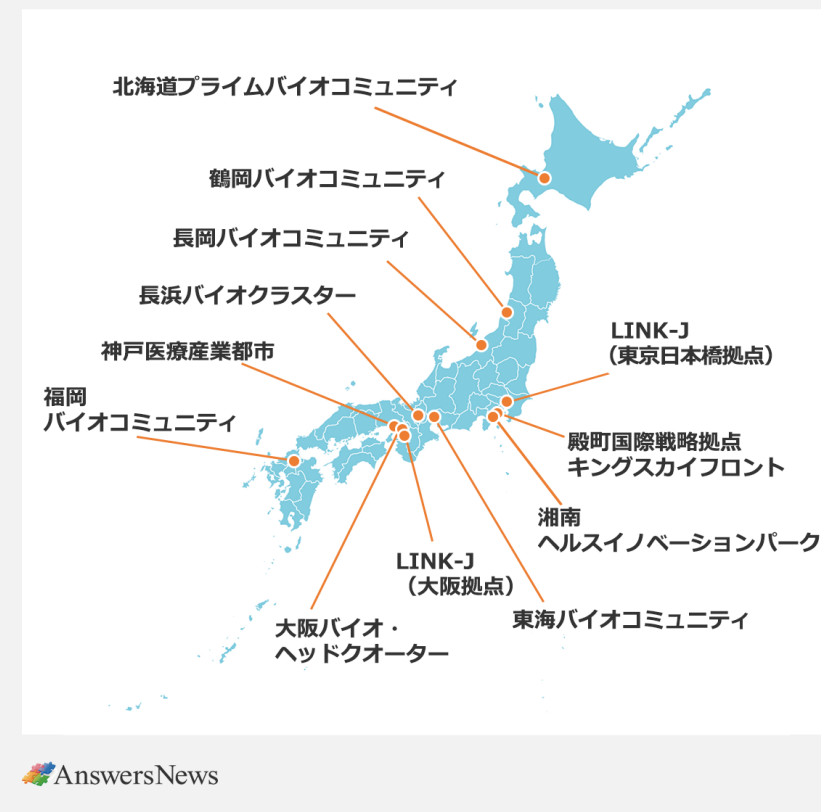 北海道プライムバイオコミュニティ
鶴岡バイオコミュニティ
長岡バイオコミュニティ
長浜バイオクラスター
神戸医療産業都市
福岡
バイオコミュニティ
LINK-J
（東京日本橋拠点）
殿町国際戦略拠点
キングスカイフロント
湘南
ヘルスイノベーションパーク
LINK-J
（大阪拠点）
東海バイオコミュニティ
大阪バイオ・
ヘッドクオーター
AnswersNews